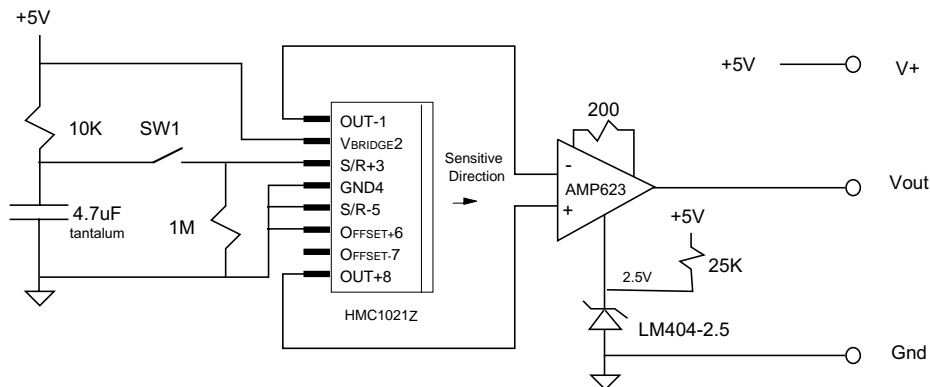 +5V
10K
SW1
4.7uF
tantalum
1M
OUT-1
VBRIDGE2
S/R+3
GND4
S/R-5
OFFSET+6
OFFSET-7
OUT+8
HMC1021Z
Sensitive
Direction
200
-
AMP623
+
+5V
25K
2.5V
LM404-2.5
+5V
V+
Vout
Gnd